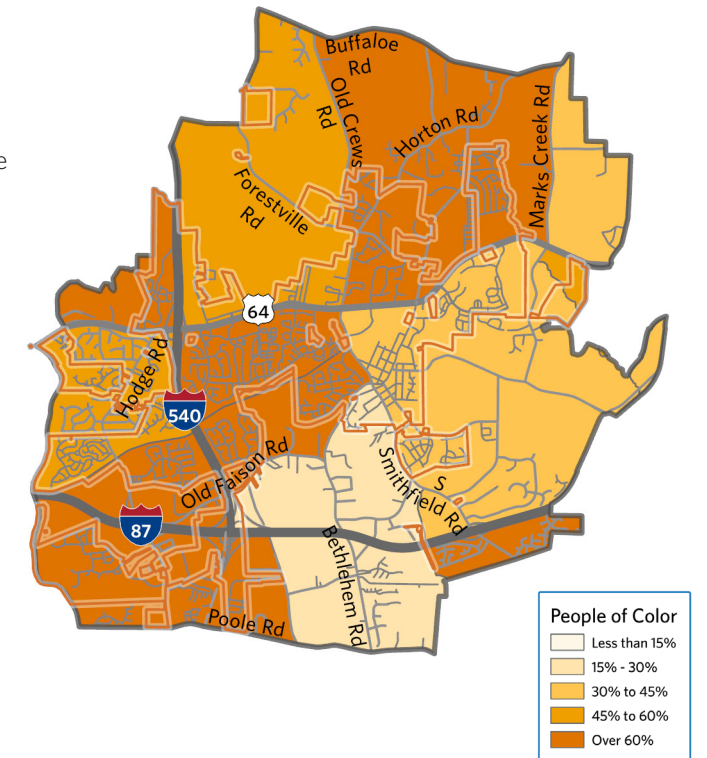 Buffaloe
Rd
Old Crews
Rd
Horton Rd
Marks Creek Rd
e
Forestville
Rd
64
Hodge Rd
540
Old Faison Rd
S
Smithfield Rd
87
Bethlehem Rd
Poole Rd
People of Color
Less than 15%
15% - 30%
30% to 45%
45% to 60%
Over 60%